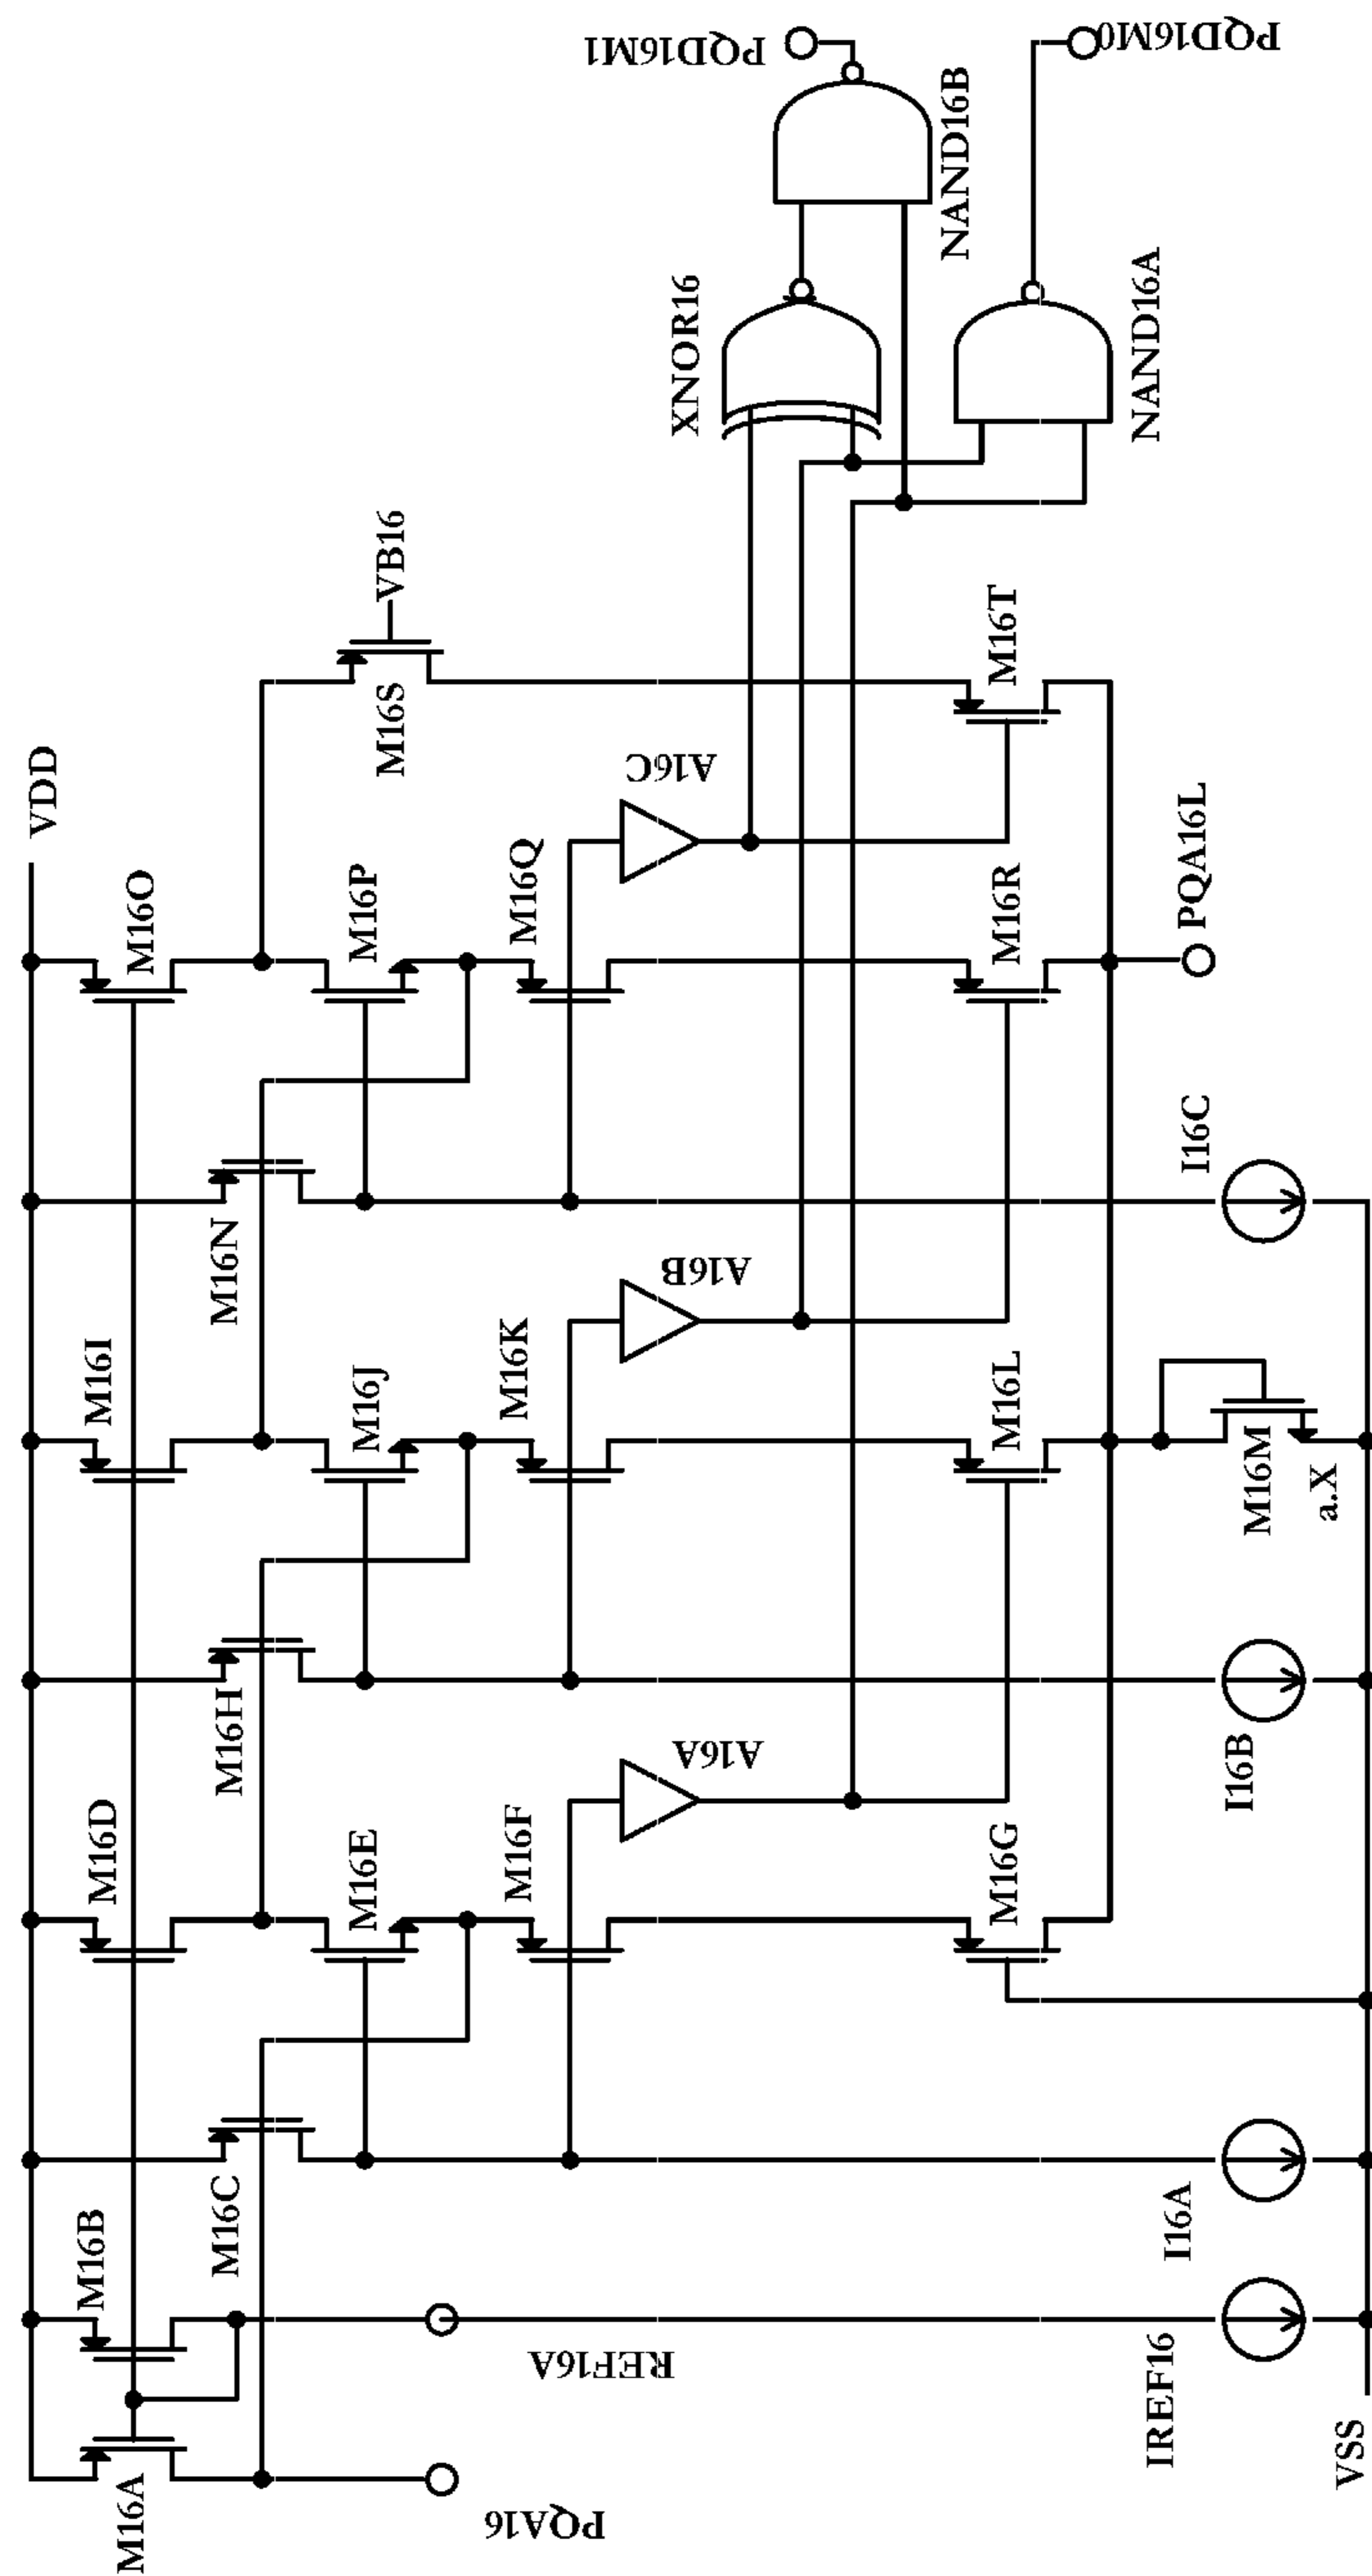 PQD16M1
PQD16M0
NAND16B
XNOR16
NAND16A
VB16
M16S
M16T
VDD
A16C
M16O
M16P
M16Q
M16R
PQA16L
M16N
I16C
A16B
M16I
M16J
M16K
M16L
M16M
a.X
M16H
I16B
A16A
M16D
M16E
M16F
M16G
M16C
I16A
M16B
REF16A
IREF16
VSS
M16A
PQA16